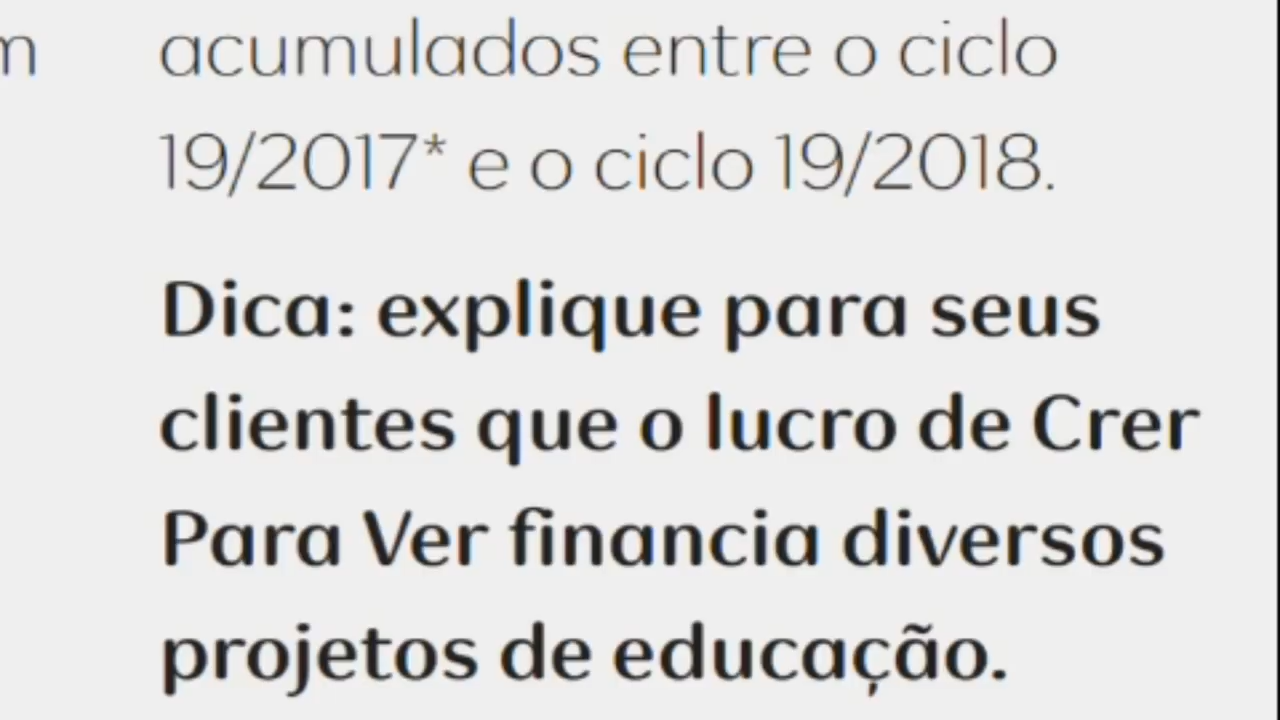 m
acumulados entre o ciclo
19/2017* e o ciclo 19/2018.
Dica: explique para seus
clientes que o lucro de Crer
Para Ver financia diversos
projetos de educação.